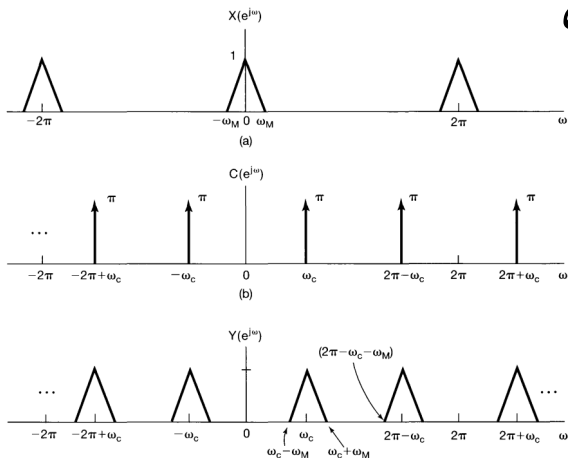 X(e^{jω})
1
−2π −ω_M 0 ω_M 2π ω
(a)
C(e^{jω})
π π π π π
...
−2π −2π+ω_c −ω_c 0 ω_c 2π−ω_c 2π 2π+ω_c ω
(b)
Y(e^{jω})
(2π−ω_c−ω_M)
... ...
−2π −2π+ω_c −ω_c 0 ω_c 2π−ω_c 2π 2π+ω_c ω
ω_c−ω_M ω_c+ω_M